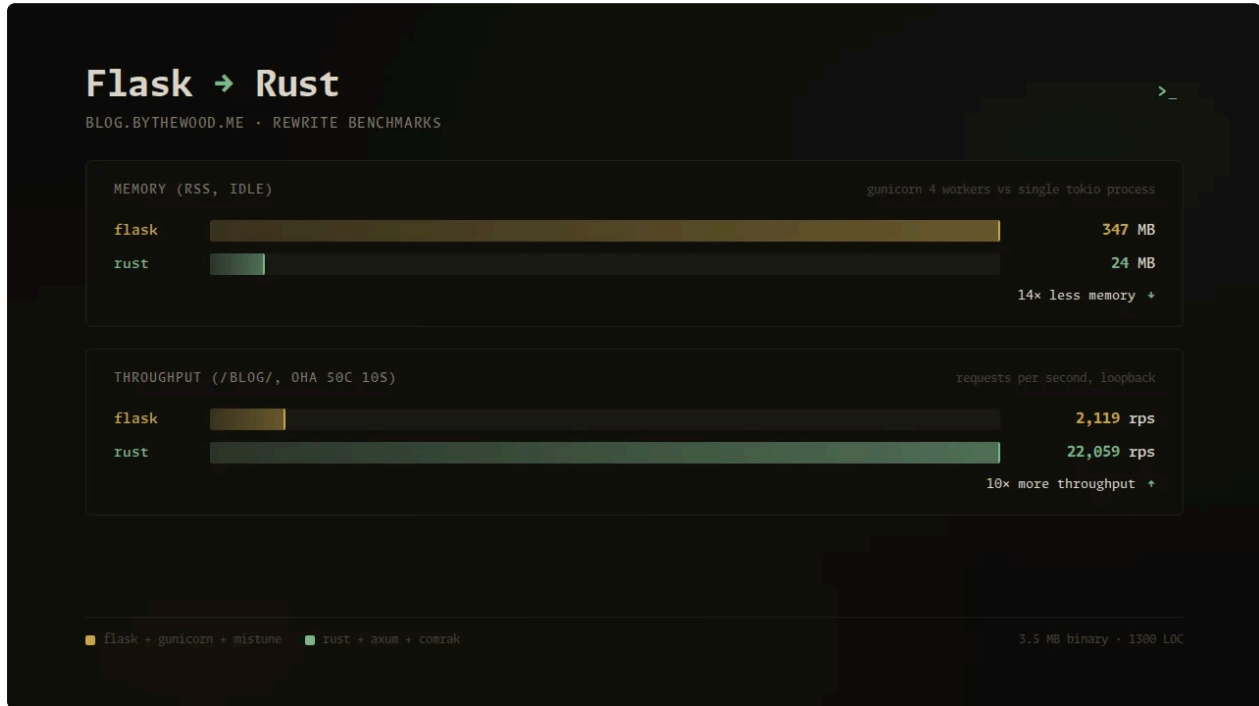 Flask → Rust
>_
BLOG.BYTHEWOOD.ME · REWRITE BENCHMARKS
MEMORY (RSS, IDLE)
gunicorn 4 workers vs single tokio process
flask 347 MB
rust 24 MB
14× less memory ↓
THROUGHPUT (/BLOG/, OHA 50C 10S)
requests per second, loopback
flask 2,119 rps
rust 22,059 rps
10× more throughput ↑
flask + gunicorn + mistune
rust + axum + comrak
3.5 MB binary · 1300 LOC